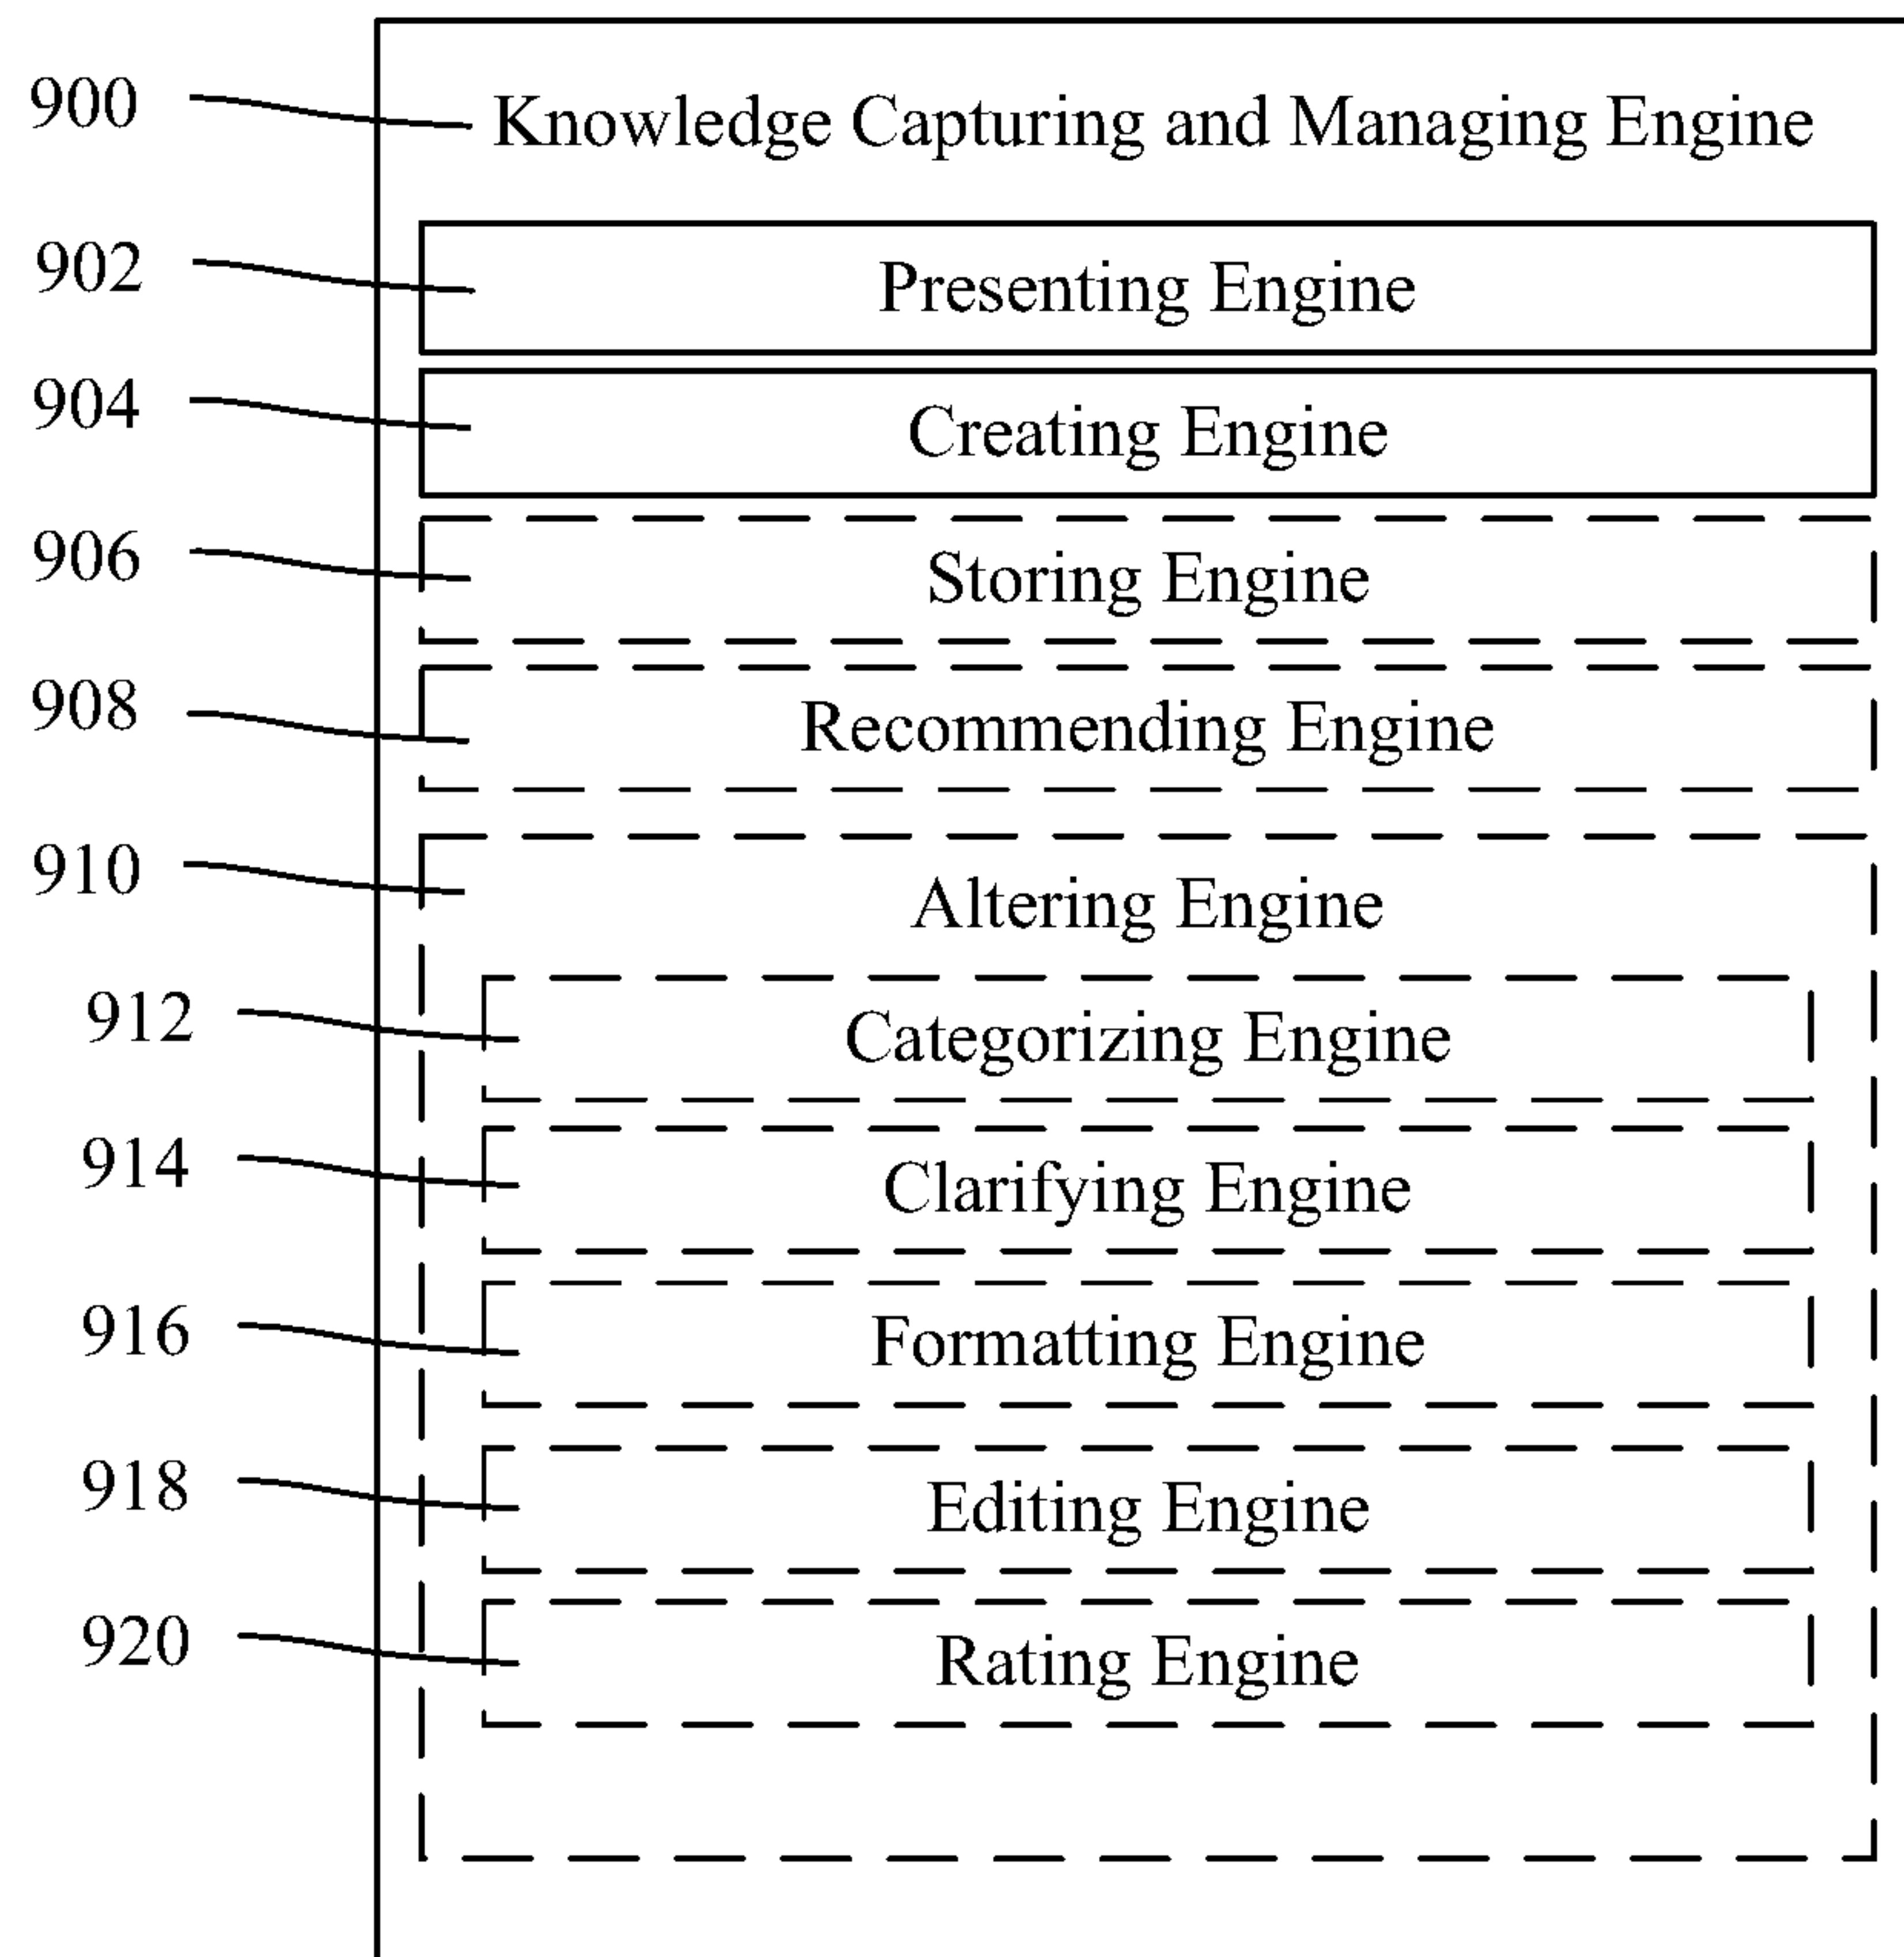 900 Knowledge Capturing and Managing Engine
902 Presenting Engine
904 Creating Engine
906 Storing Engine
908 Recommending Engine
910 Altering Engine
912 Categorizing Engine
914 Clarifying Engine
916 Formatting Engine
918 Editing Engine
920 Rating Engine